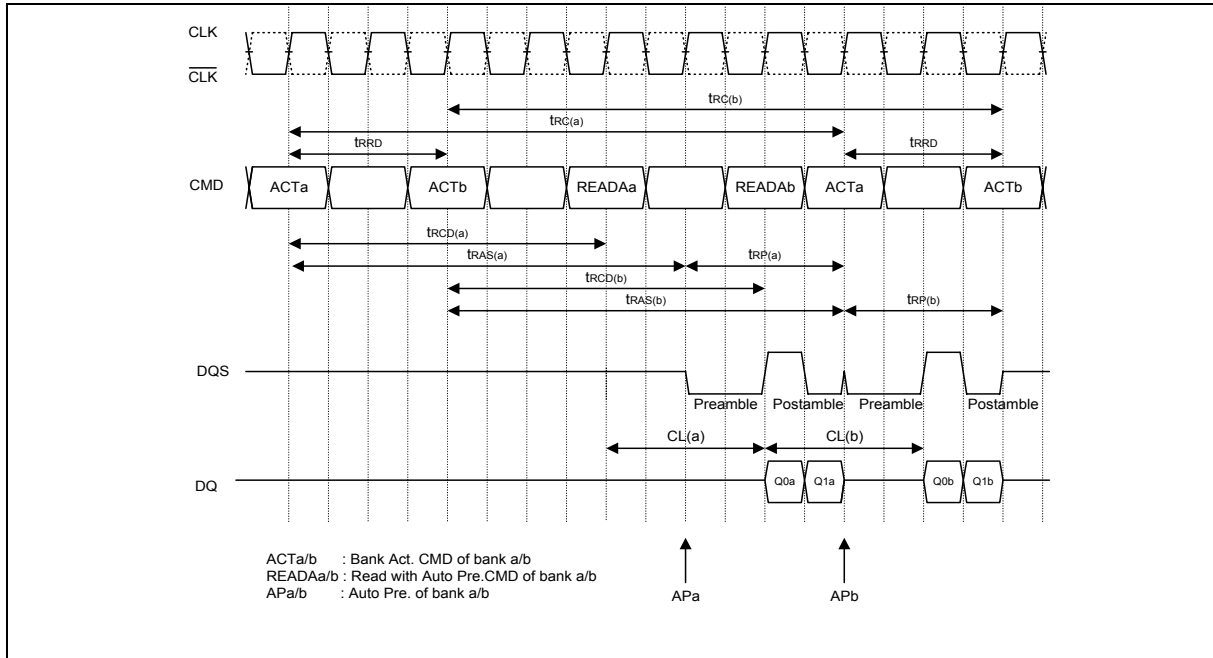 CLK
CLK
tRC(b)
tRC(a)
tRRD tRRD
CMD ACTa ACTb READAa READAb ACTa ACTb
tRCD(a)
tRAS(a) tRP(a)
tRCD(b)
tRAS(b) tRP(b)
DQS
Preamble Postamble Preamble Postamble
CL(a) CL(b)
DQ Q0a Q1a Q0b Q1b
ACTa/b : Bank Act. CMD of bank a/b
READAa/b : Read with Auto Pre.CMD of bank a/b
APa/b : Auto Pre. of bank a/b
APa APb